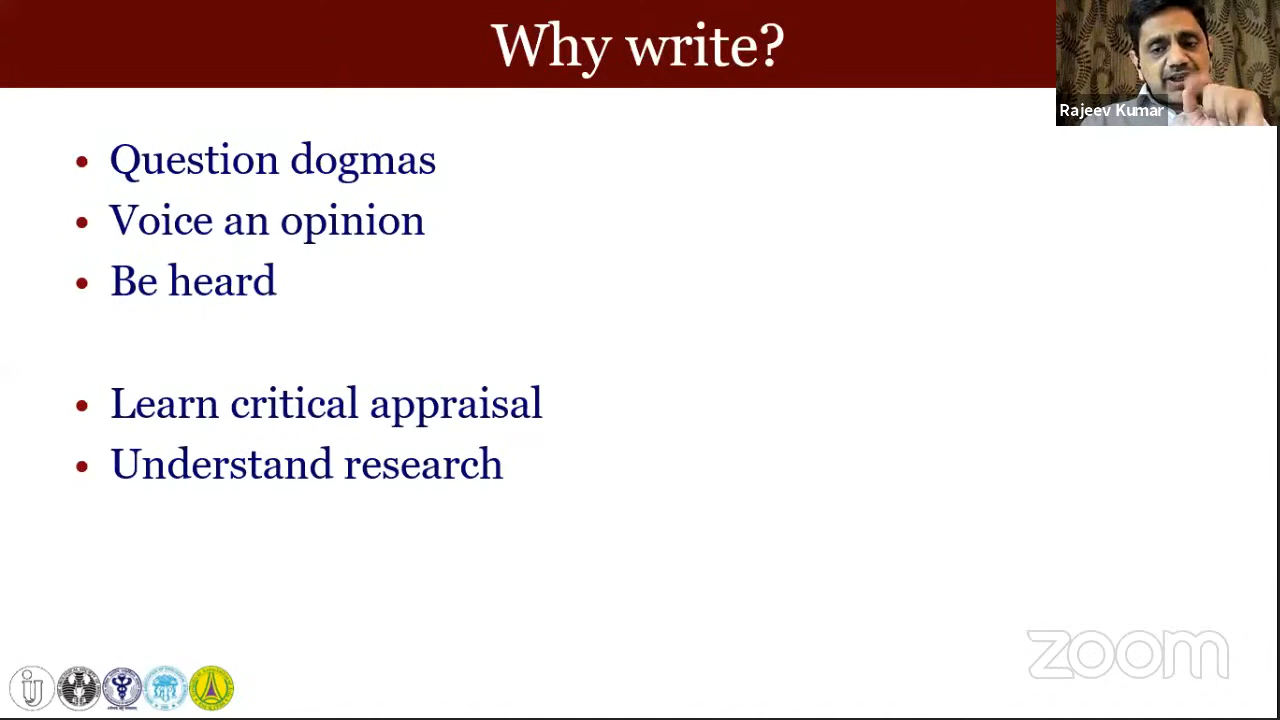 Why write?
Rajeev Kumar
• Question dogmas
• Voice an opinion
• Be heard
• Learn critical appraisal
• Understand research
zoom